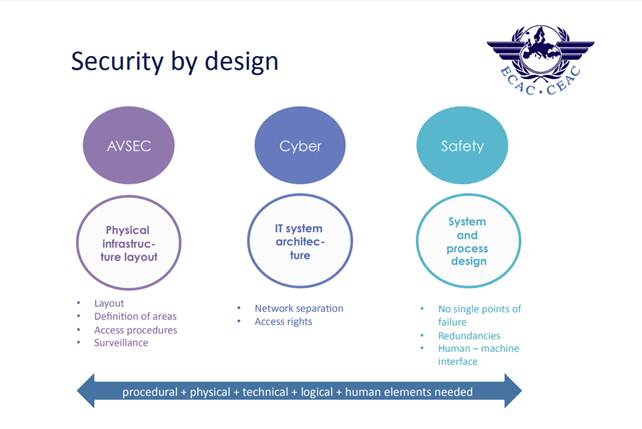 Security by design
ECAC • CEAC
AVSEC
Cyber
Safety
Physical
infrastruc-
ture layout
IT system
architec-
ture
System
and
process
design
• Layout
• Definition of areas
• Access procedures
• Surveillance
• Network separation
• Access rights
• No single points of
failure
• Redundancies
• Human – machine
interface
procedural + physical + technical + logical + human elements needed